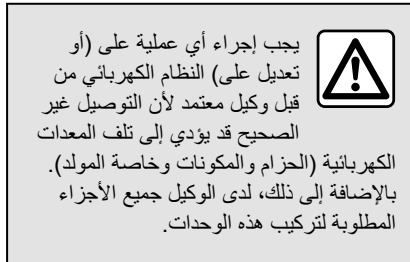 يجب إجراء أي عملية على (أو
تعديل على) النظام الكهربائي من
قبل وكيل معتمد لأن التوصيل غير
الصحيح قد يؤدي إلى تلف المعدات
الكهربائية (الحزام والمكونات وخاصة المولد).
بالإضافة إلى ذلك، لدى الوكيل جميع الأجزاء
المطلوبة لتركيب هذه الوحدات.